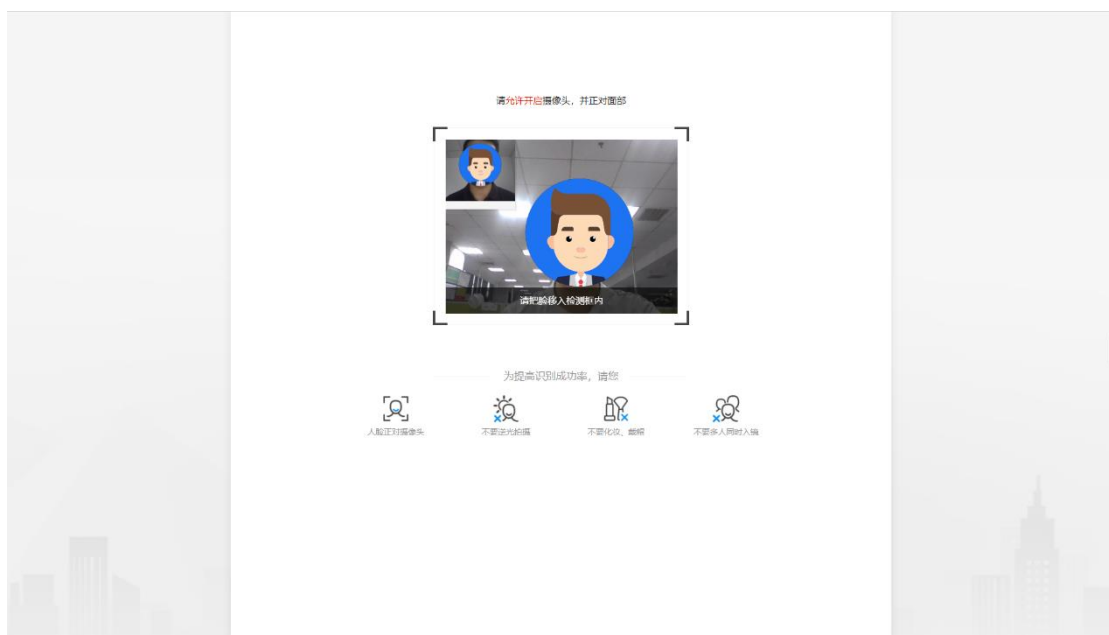 请允许开启摄像头，并正对面部
请把脸移入检测框内
为提高识别成功率，请您
人脸正对摄像头
不要逆光拍摄
不要化妆，戴帽
不要多人同时入镜